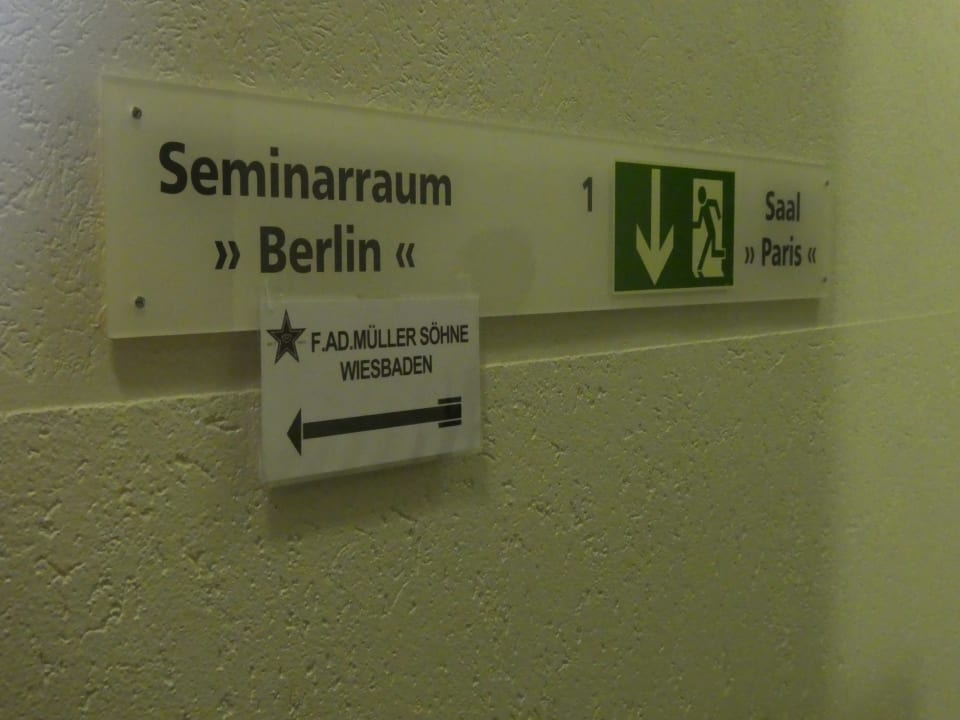 Seminarraum
» Berlin «
1
Saal
» Paris «
F.AD.MÜLLER SÖHNE
WIESBADEN